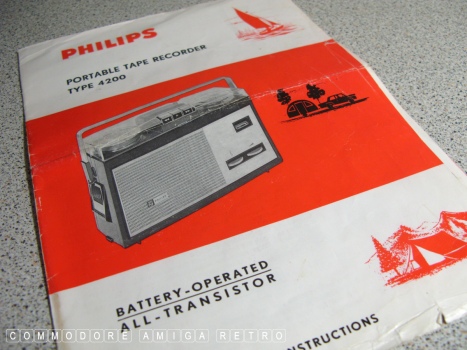 PHILIPS
PORTABLE TAPE RECORDER
TYPE 4200
BATTERY-OPERATED
ALL-TRANSISTOR
INSTRUCTIONS
COMMODORE AMIGA RETRO